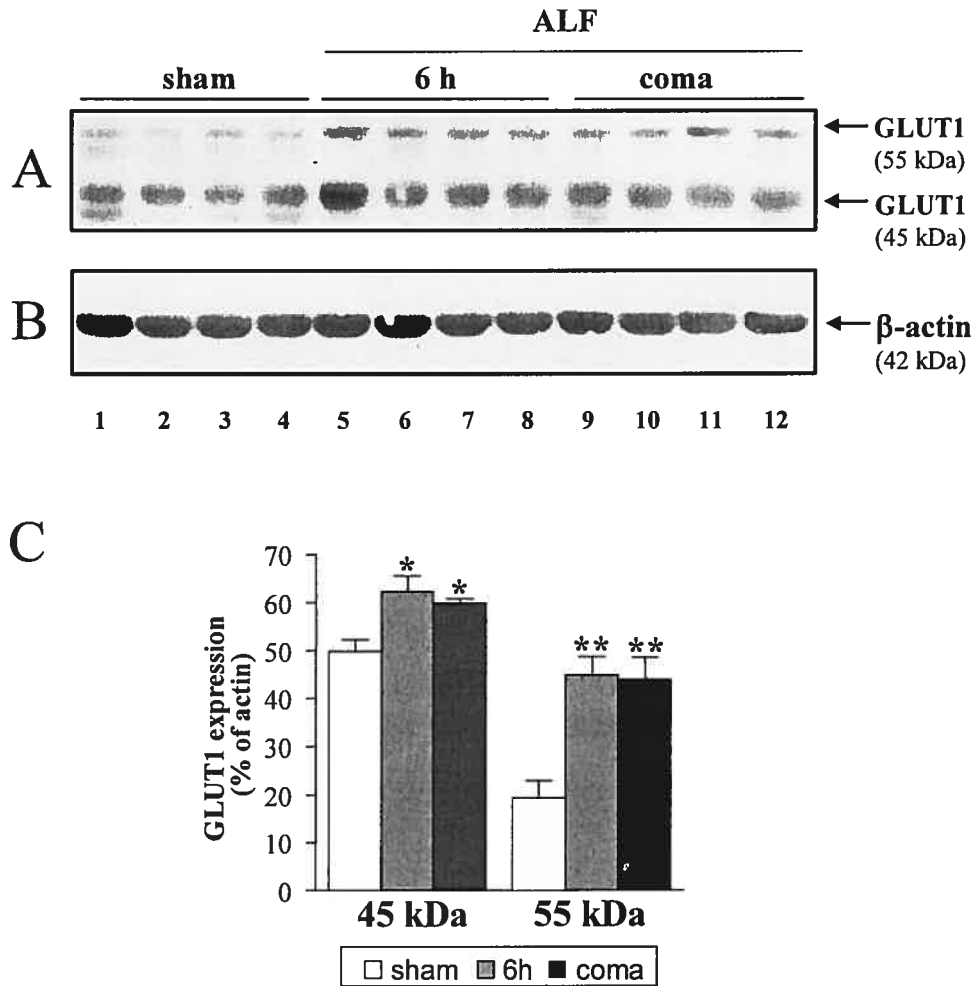 ALF
sham 6 h coma
A
GLUT1
(55 kDa)
GLUT1
(45 kDa)
B
β-actin
(42 kDa)
1 2 3 4 5 6 7 8 9 10 11 12
C
GLUT1 expression
(% of actin)
70
60
50
40
30
20
10
0
* * ** **
45 kDa 55 kDa
sham 6h coma